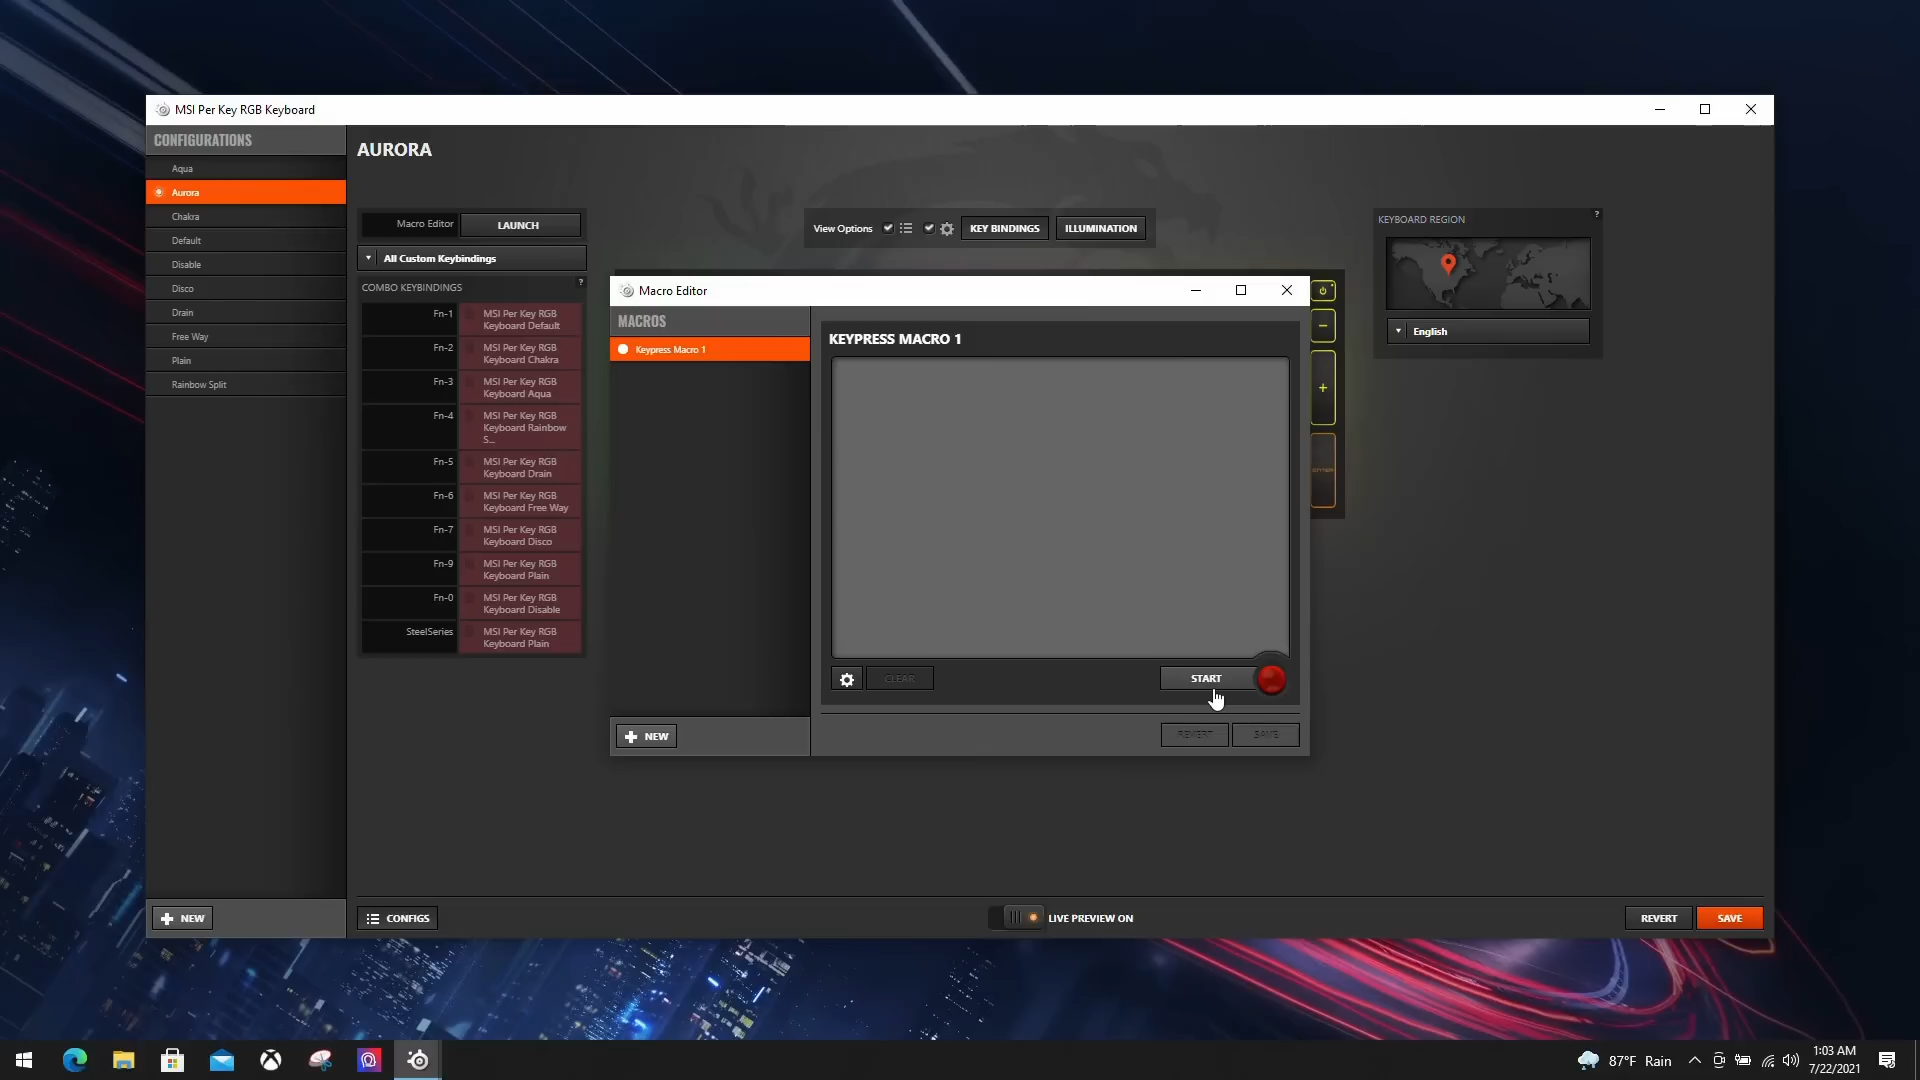 MSI Per Key RGB Keyboard
CONFIGURATIONS
Aqua
Aurora
Chakra
Default
Disable
Disco
Drain
Free Way
Plain
Rainbow Split
NEW
AURORA
Macro Editor
LAUNCH
All Custom Keybindings
COMBO KEYBINDINGS
?
Fn-1
MSI Per Key RGB
Keyboard Default
Fn-2
MSI Per Key RGB
Keyboard Chakra
Fn-3
MSI Per Key RGB
Keyboard Aqua
Fn-4
MSI Per Key RGB
Keyboard Rainbow
S...
Fn-5
MSI Per Key RGB
Keyboard Drain
Fn-6
MSI Per Key RGB
Keyboard Free Way
Fn-7
MSI Per Key RGB
Keyboard Disco
Fn-9
MSI Per Key RGB
Keyboard Plain
Fn-0
MSI Per Key RGB
Keyboard Disable
SteelSeries
MSI Per Key RGB
Keyboard Plain
View Options
KEY BINDINGS
ILLUMINATION
KEYBOARD REGION
?
English
Macro Editor
MACROS
Keypress Macro 1
NEW
KEYPRESS MACRO 1
CLEAR
START
REVERT
SAVE
−
+
ENTER
CONFIGS
LIVE PREVIEW ON
REVERT
SAVE
87°F Rain
1:03 AM
7/22/2021